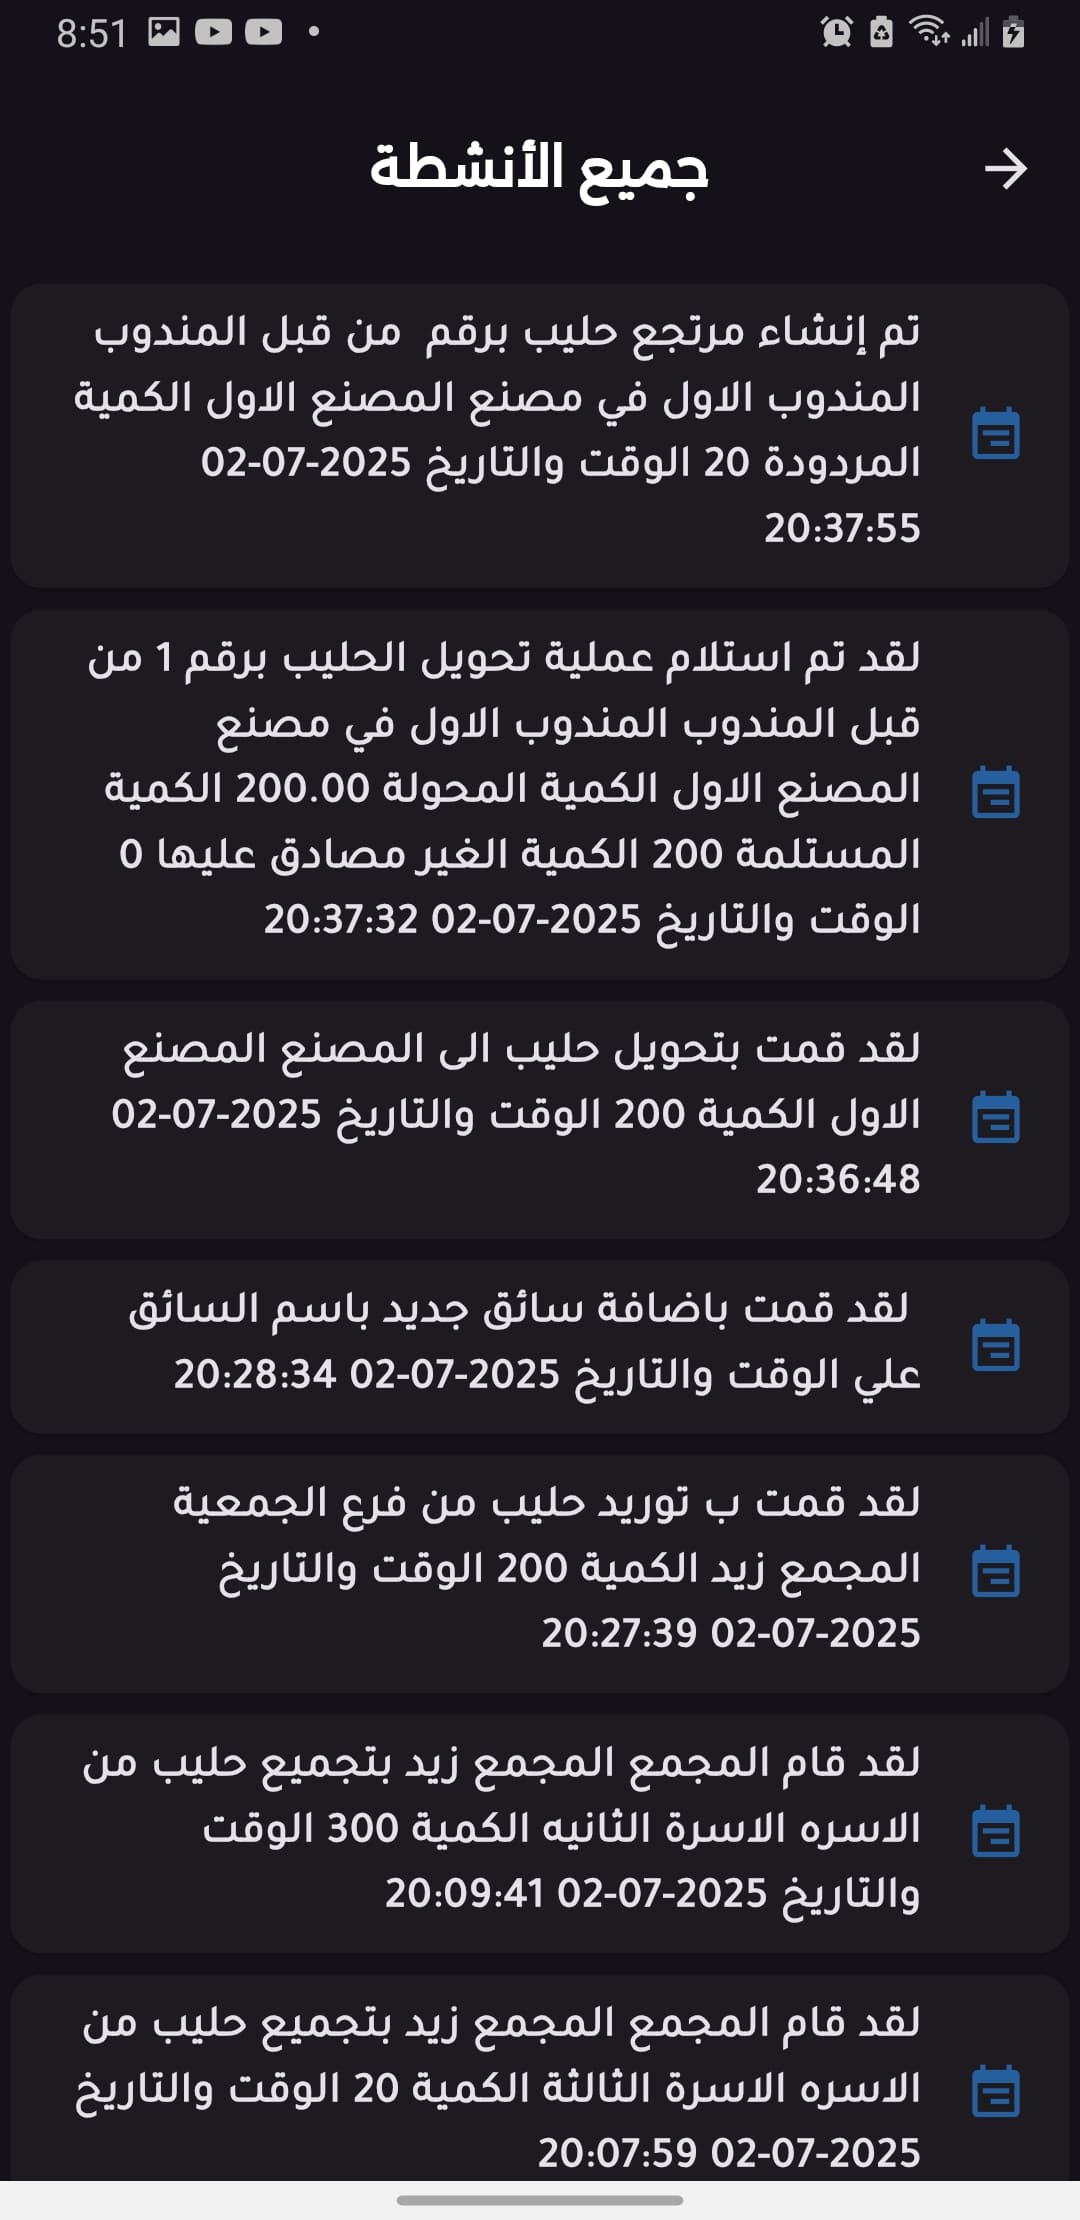 8:51
جميع الأنشطة
تم إنشاء مرتجع حليب برقم  من قبل المندوب
المندوب الاول في مصنع المصنع الاول الكمية
المردودة 20 الوقت والتاريخ 2025-07-02
20:37:55
لقد تم استلام عملية تحويل الحليب برقم 1 من
قبل المندوب المندوب الاول في مصنع
المصنع الاول الكمية المحولة 200.00 الكمية
المستلمة 200 الكمية الغير مصادق عليها 0
الوقت والتاريخ 2025-07-02 20:37:32
لقد قمت بتحويل حليب الى المصنع المصنع
الاول الكمية 200 الوقت والتاريخ 2025-07-02
20:36:48
لقد قمت باضافة سائق جديد باسم السائق
علي الوقت والتاريخ 2025-07-02 20:28:34
لقد قمت ب توريد حليب من فرع الجمعية
المجمع زيد الكمية 200 الوقت والتاريخ
2025-07-02 20:27:39
لقد قام المجمع المجمع زيد بتجميع حليب من
الاسره الاسرة الثانيه الكمية 300 الوقت
والتاريخ 2025-07-02 20:09:41
لقد قام المجمع المجمع زيد بتجميع حليب من
الاسره الاسرة الثالثة الكمية 20 الوقت والتاريخ
2025-07-02 20:07:59